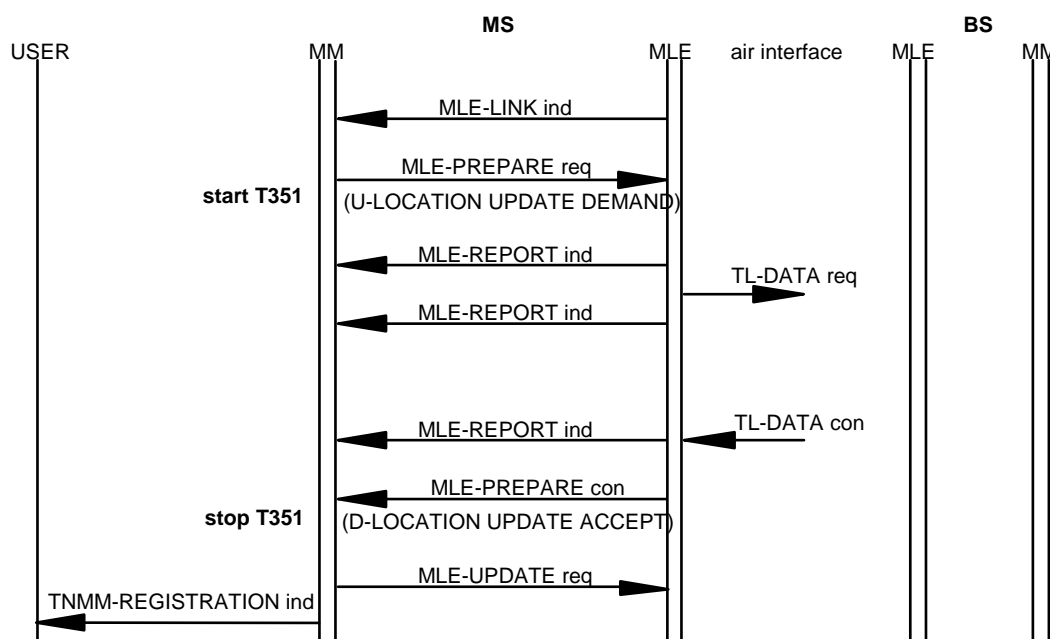 MS BS
USER MM MLE air interface MLE MM
MLE-LINK ind
MLE-PREPARE req
start T351
(U-LOCATION UPDATE DEMAND)
MLE-REPORT ind
TL-DATA req
MLE-REPORT ind
TL-DATA con
MLE-REPORT ind
MLE-PREPARE con
stop T351
(D-LOCATION UPDATE ACCEPT)
MLE-UPDATE req
TNMM-REGISTRATION ind